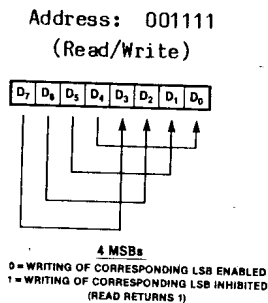 Address: 001111
(Read/Write)
D7 D6 D5 D4 D3 D2 D1 D0
4 MSBs
0 = WRITING OF CORRESPONDING LSB ENABLED
1 = WRITING OF CORRESPONDING LSB INHIBITED
(READ RETURNS 1)